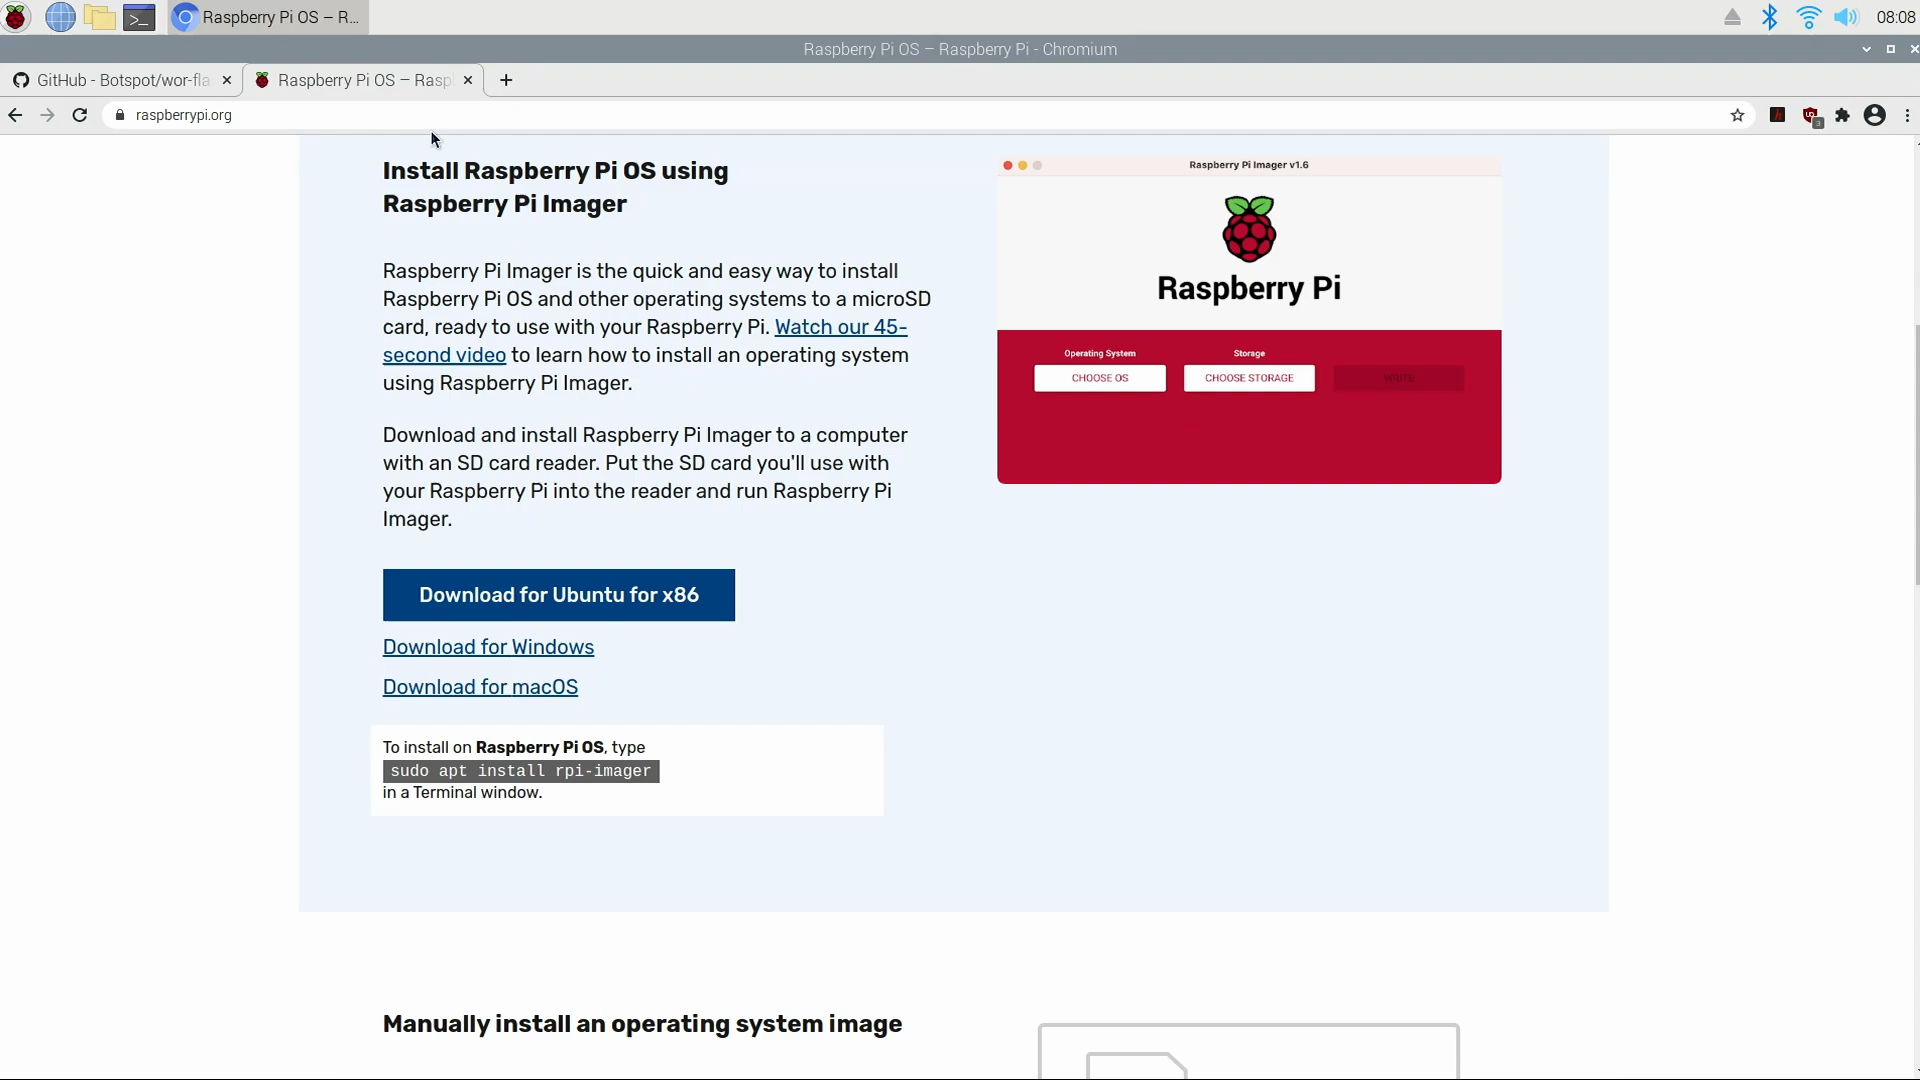 Raspberry Pi OS – R...
08:08
Raspberry Pi OS – Raspberry Pi - Chromium
GitHub - Botspot/wor-fla
Raspberry Pi OS – Rasp
raspberrypi.org
3
Install Raspberry Pi OS using
Raspberry Pi Imager
Raspberry Pi Imager is the quick and easy way to install
Raspberry Pi OS and other operating systems to a microSD
card, ready to use with your Raspberry Pi. Watch our 45-
second video to learn how to install an operating system
using Raspberry Pi Imager.
Download and install Raspberry Pi Imager to a computer
with an SD card reader. Put the SD card you'll use with
your Raspberry Pi into the reader and run Raspberry Pi
Imager.
Download for Ubuntu for x86
Download for Windows
Download for macOS
To install on Raspberry Pi OS, type
sudo apt install rpi-imager
in a Terminal window.
Raspberry Pi Imager v1.6
Raspberry Pi
Operating System
Storage
CHOOSE OS
CHOOSE STORAGE
WRITE
Manually install an operating system image